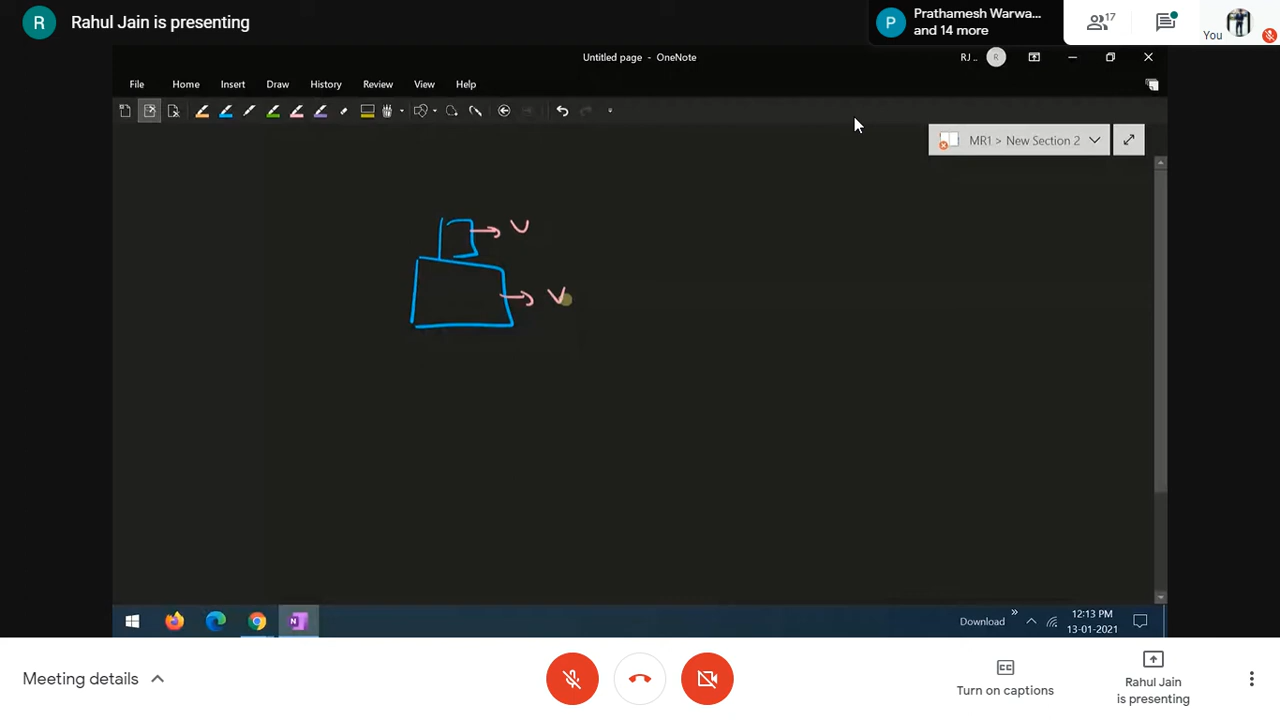 R Rahul Jain is presenting
P Prathamesh Warwa...
and 14 more
17
You
Untitled page - OneNote
RJ .. R
File Home Insert Draw History Review View Help
MR1 > New Section 2
V
V
N
Download » 12:13 PM
13-01-2021
Meeting details
CC
Turn on captions
Rahul Jain
is presenting